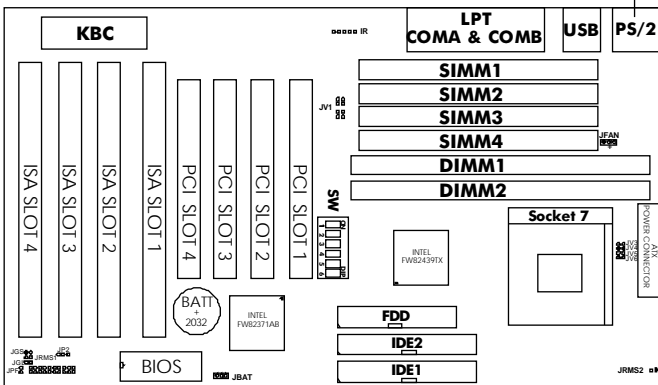 KBC
IR
LPT
COMA & COMB
USB
PS/2
SIMM1
SIMM2
SIMM3
SIMM4
JV1
JFAN
DIMM1
DIMM2
ISA SLOT 4
ISA SLOT 3
ISA SLOT 2
ISA SLOT 1
PCI SLOT 4
PCI SLOT 3
PCI SLOT 2
PCI SLOT 1
SW
ON
1
2
3
4
5
6
DIP
Socket 7
ATX
POWER CONNECTOR
INTEL
FW82439TX
BATT
+
2032
INTEL
FW82371AB
FDD
IDE2
IDE1
BIOS
JBAT
JP2
JRMS1
JRMS2